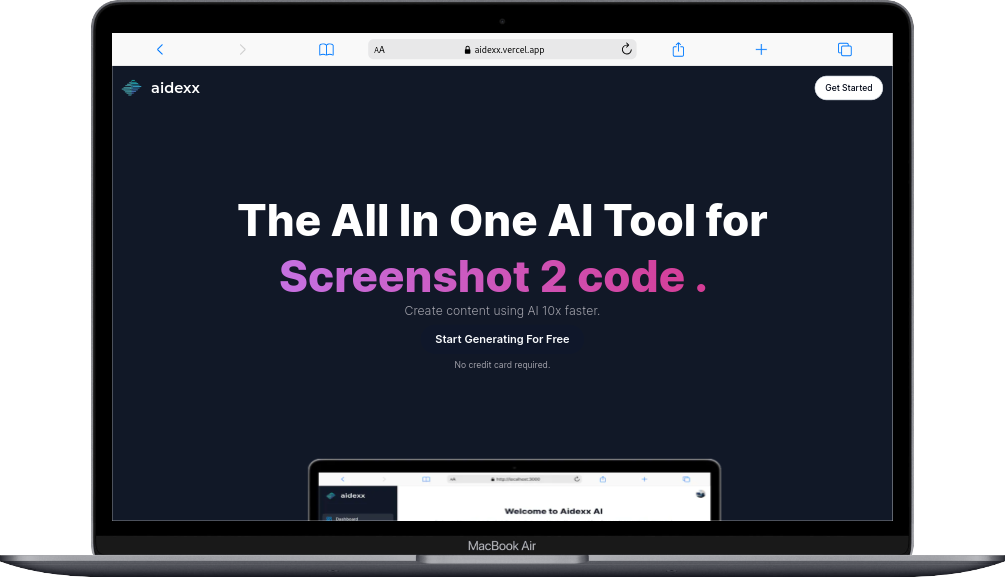 AA
aidexx.vercel.app
aidexx
Get Started
The All In One AI Tool for
Screenshot 2 code .
Create content using AI 10x faster.
Start Generating For Free
No credit card required.
AA
http://localhost:3000
aidexx
Welcome to Aidexx AI
Dashboard
MacBook Air